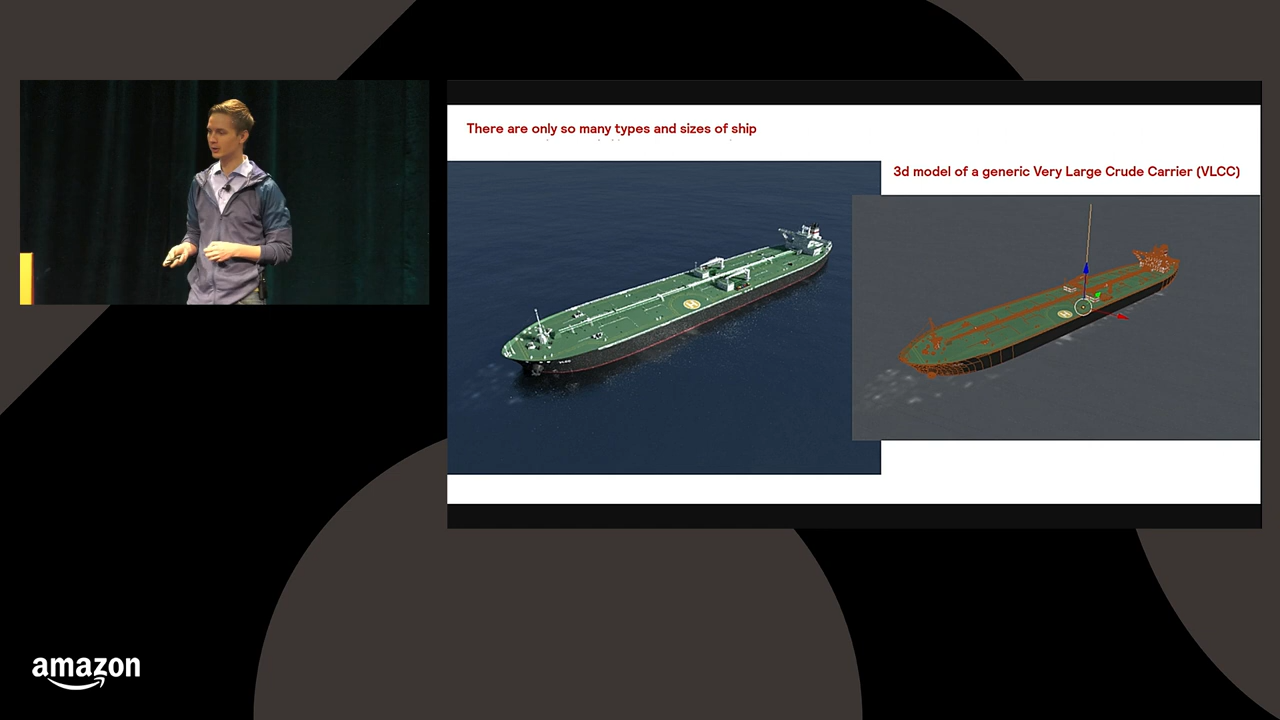 There are only so many types and sizes of ship
3d model of a generic Very Large Crude Carrier (VLCC)
H
amazon